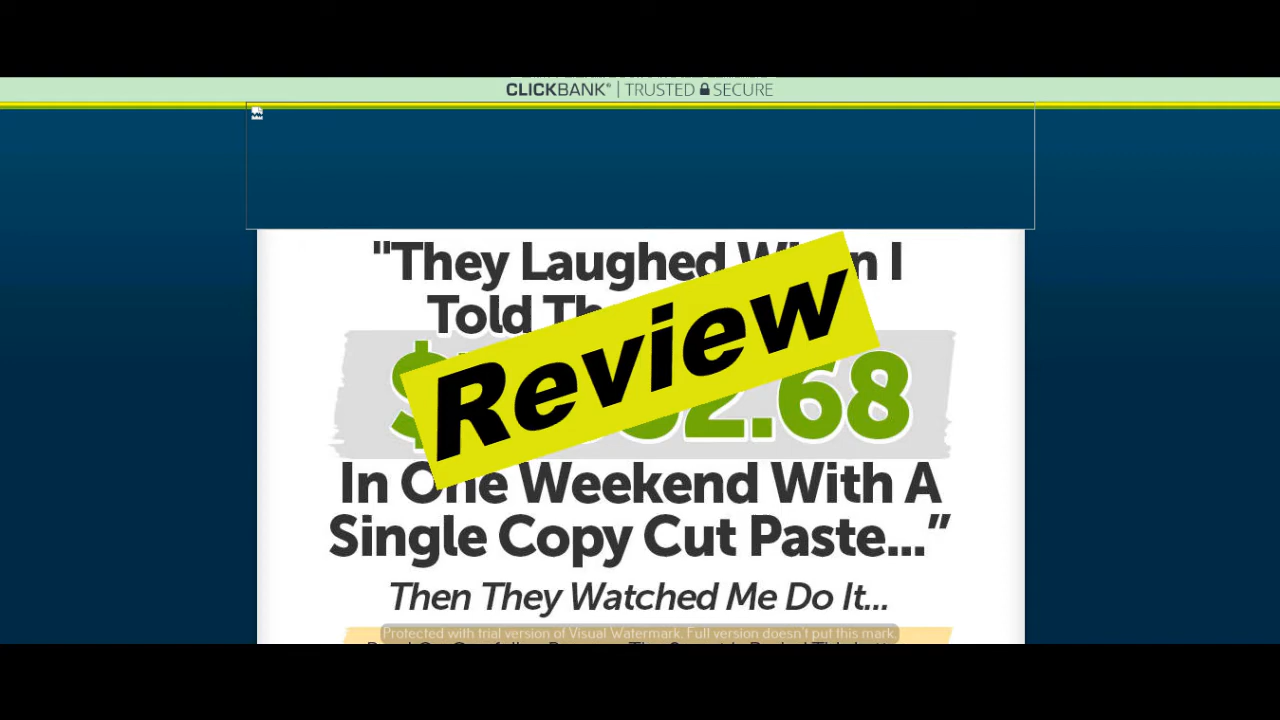 CLICKBANK® | TRUSTED SECURE
"They Laughed When I
Told
$ 2.68
Review
In One Weekend With A
Single Copy Cut Paste..."
Then They Watched Me Do It...
Protected with trial version of Visual Watermark. Full version doesn't put this mark.